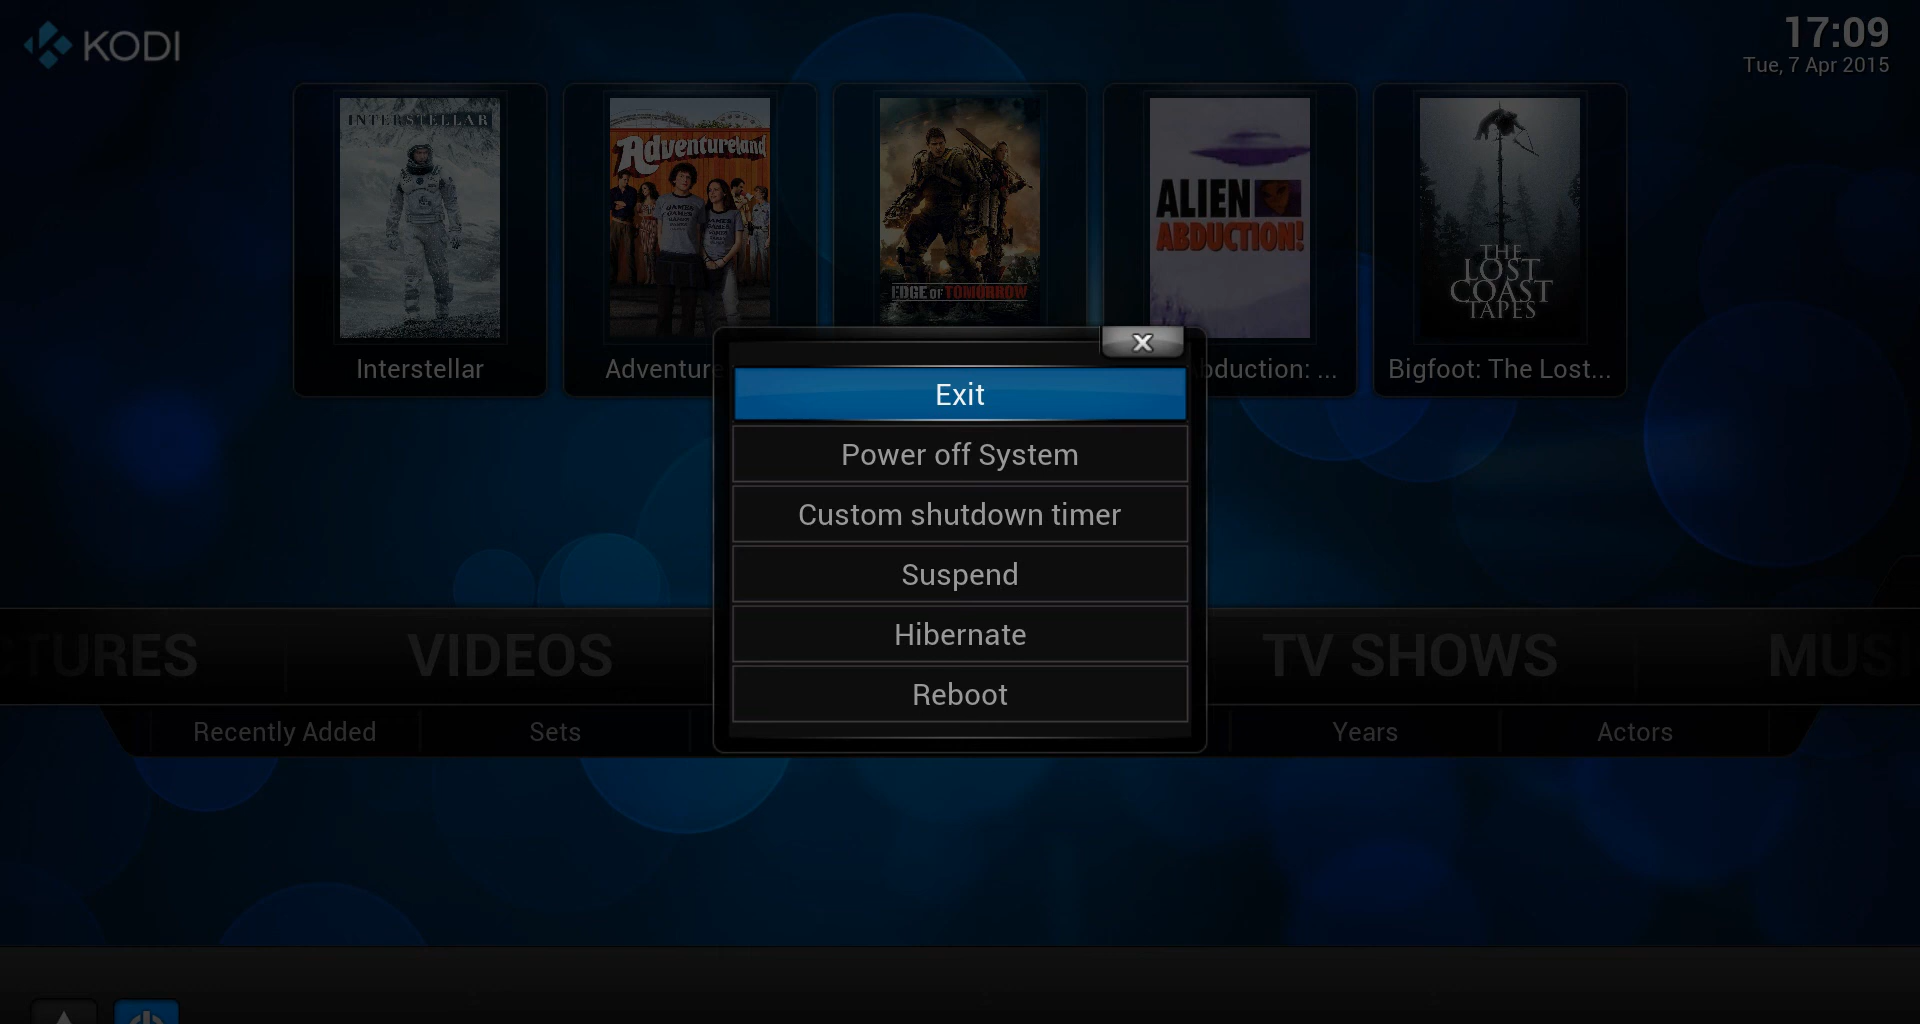 KODI
17:09
Tue, 7 Apr 2015
INTERSTELLAR
Adventureland
EDGE OF TOMORROW
ALIEN
ABDUCTION!
THE
LOST
COAST
TAPES
Interstellar
Adventure
bduction: ...
Bigfoot: The Lost...
Exit
Power off System
Custom shutdown timer
Suspend
Hibernate
Reboot
TURES
VIDEOS
TV SHOWS
MUSI
Recently Added
Sets
Years
Actors